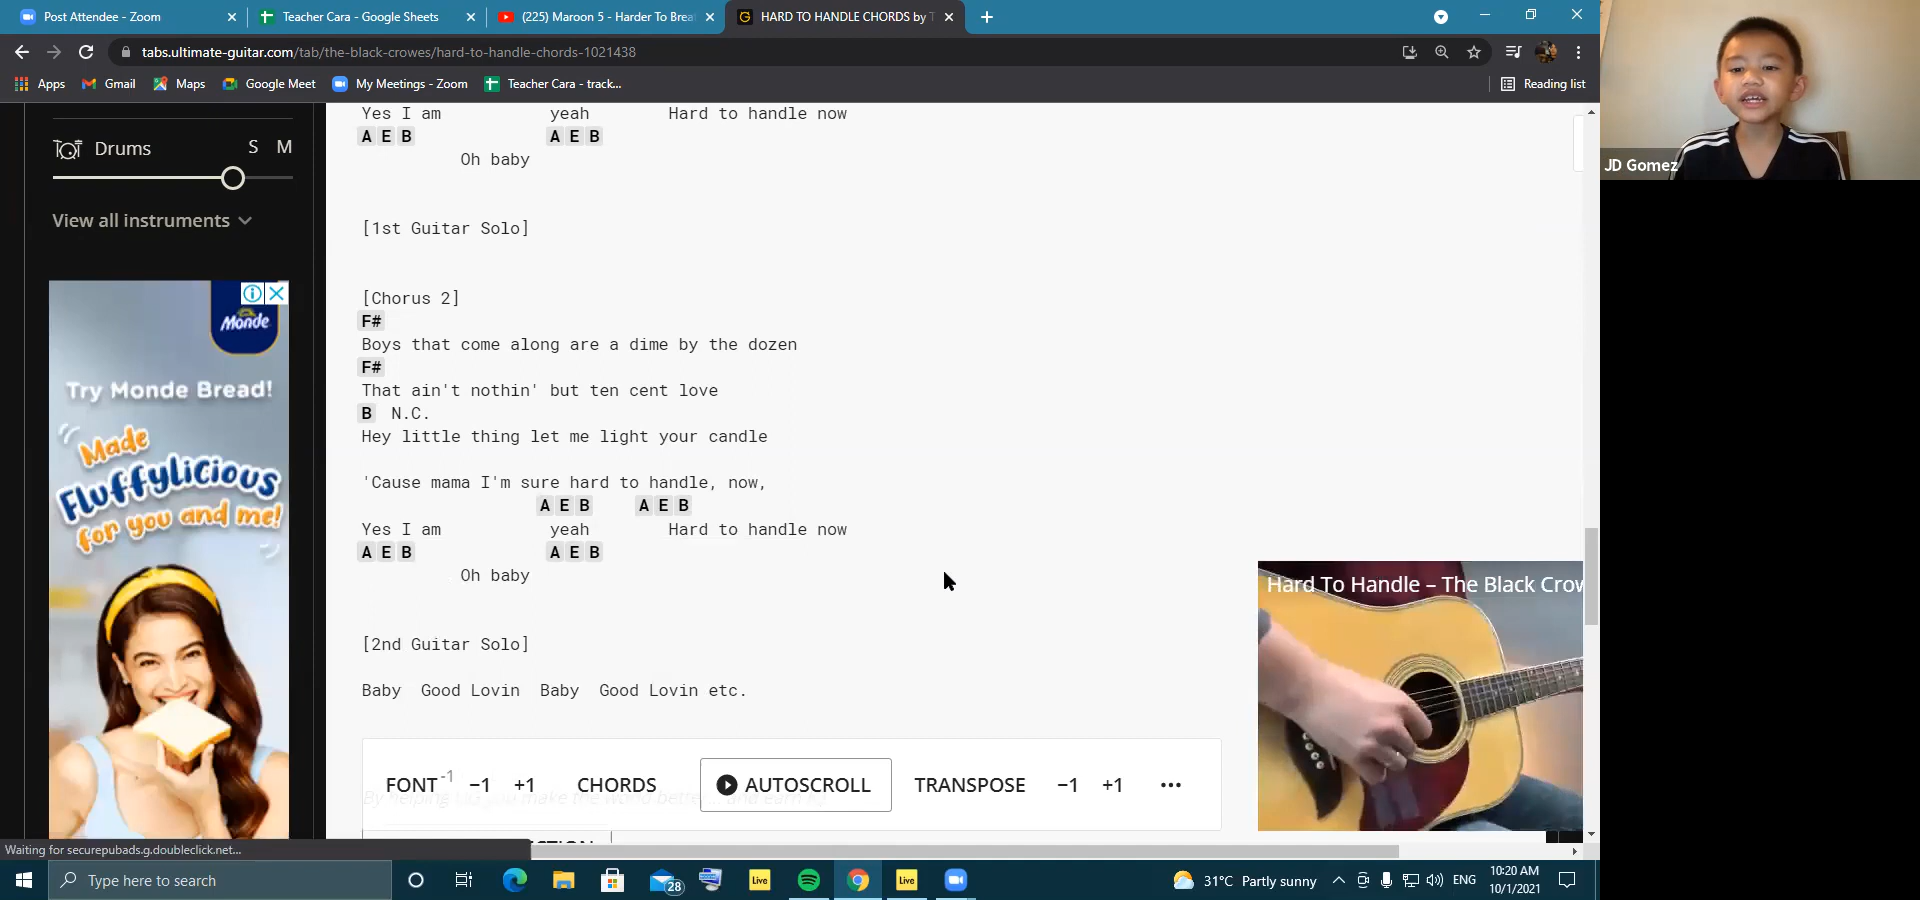 Post Attendee - Zoom
Teacher Cara - Google Sheets
(225) Maroon 5 - Harder To Brea
HARD TO HANDLE CHORDS by T
tabs.ultimate-guitar.com/tab/the-black-crowes/hard-to-handle-chords-1021438
Apps
Gmail
Maps
Google Meet
My Meetings - Zoom
Teacher Cara - track...
Reading list
Drums S M
View all instruments
Monde
Try Monde Bread!
Made
Fluffylicious
for you and me!
Yes I am yeah Hard to handle now
A E B A E B
Oh baby
[1st Guitar Solo]
[Chorus 2]
F#
Boys that come along are a dime by the dozen
F#
That ain't nothin' but ten cent love
B N.C.
Hey little thing let me light your candle
'Cause mama I'm sure hard to handle, now,
A E B A E B
Yes I am yeah Hard to handle now
A E B A E B
Oh baby
[2nd Guitar Solo]
Baby Good Lovin Baby Good Lovin etc.
FONT -1 −1 +1 CHORDS AUTOSCROLL TRANSPOSE −1 +1 •••
Hard To Handle – The Black Crow
JD Gomez
Waiting for securepubads.g.doubleclick.net...
Type here to search
28
Live
Live
31°C Partly sunny
ENG
10:20 AM
10/1/2021